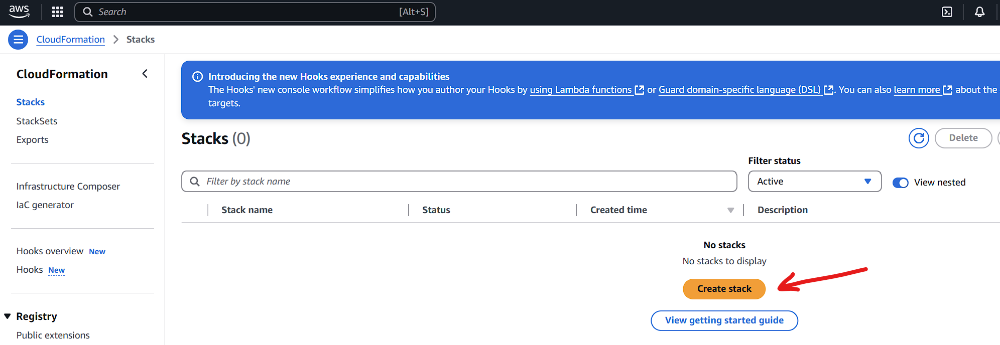 aws
Search [Alt+S]
CloudFormation > Stacks
CloudFormation
Stacks
StackSets
Exports
Infrastructure Composer
IaC generator
Hooks overview New
Hooks New
Registry
Public extensions
Introducing the new Hooks experience and capabilities
The Hooks' new console workflow simplifies how you author your Hooks by using Lambda functions or Guard domain-specific language (DSL). You can also learn more about the
targets.
Stacks (0)
Delete
Filter status
Filter by stack name
Active
View nested
Stack name Status Created time Description
No stacks
No stacks to display
Create stack
View getting started guide